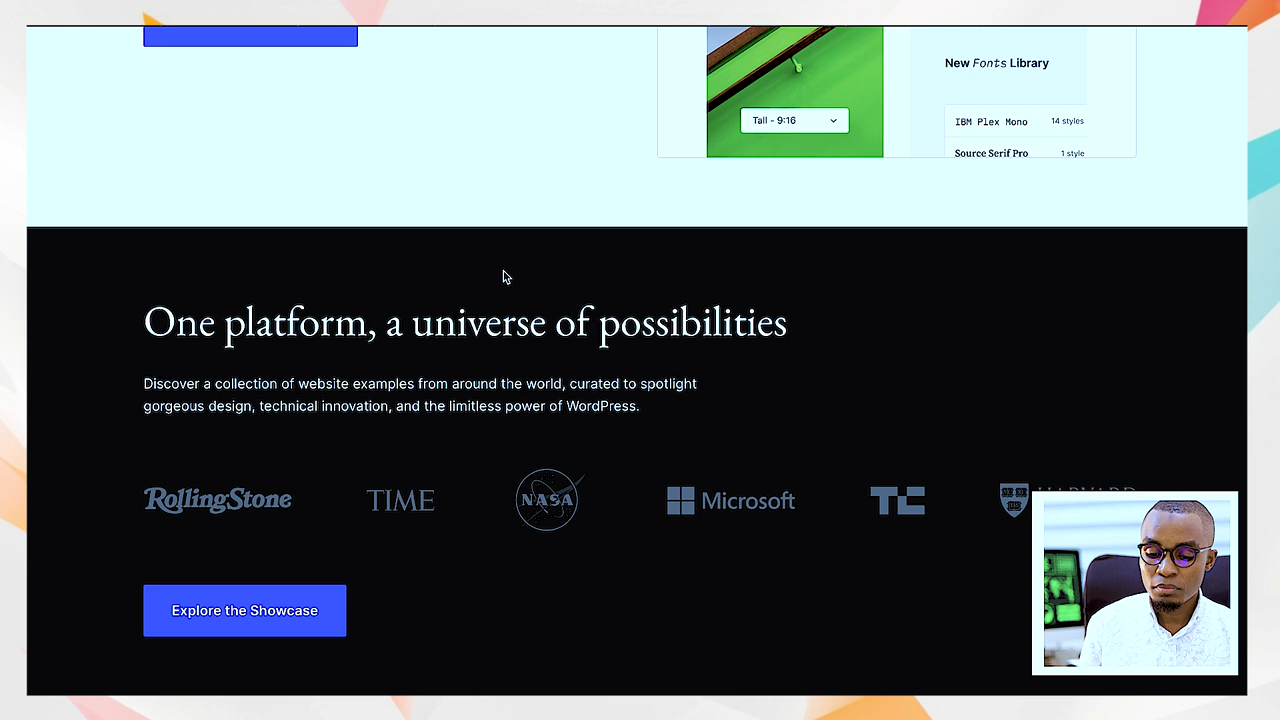 New Fonts Library
Tall - 9:16
IBM Plex Mono 14 styles
Source Serif Pro 1 style
One platform, a universe of possibilities
Discover a collection of website examples from around the world, curated to spotlight
gorgeous design, technical innovation, and the limitless power of WordPress.
RollingStone TIME NASA Microsoft TC HARVARD
Explore the Showcase